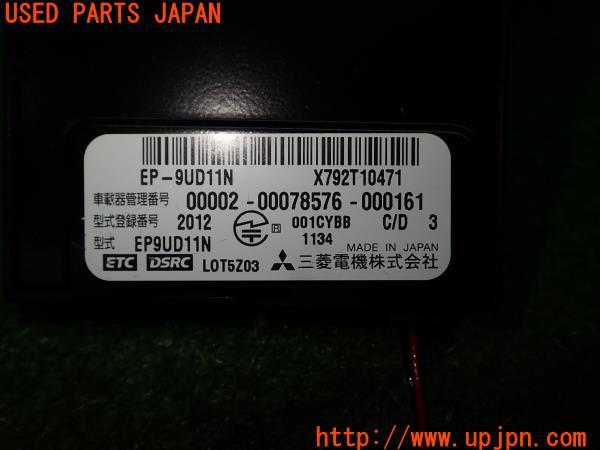 USED PARTS JAPAN
EP-9UD11N X792T10471
車載器管理番号 00002-00078576-000161
型式登録番号 2012 R 001CYBB C/D 3
型式 EP9UD11N 1134 MADE IN JAPAN
ETC DSRC LOT5Z03 三菱電機株式会社
http://www.upjpn.com/